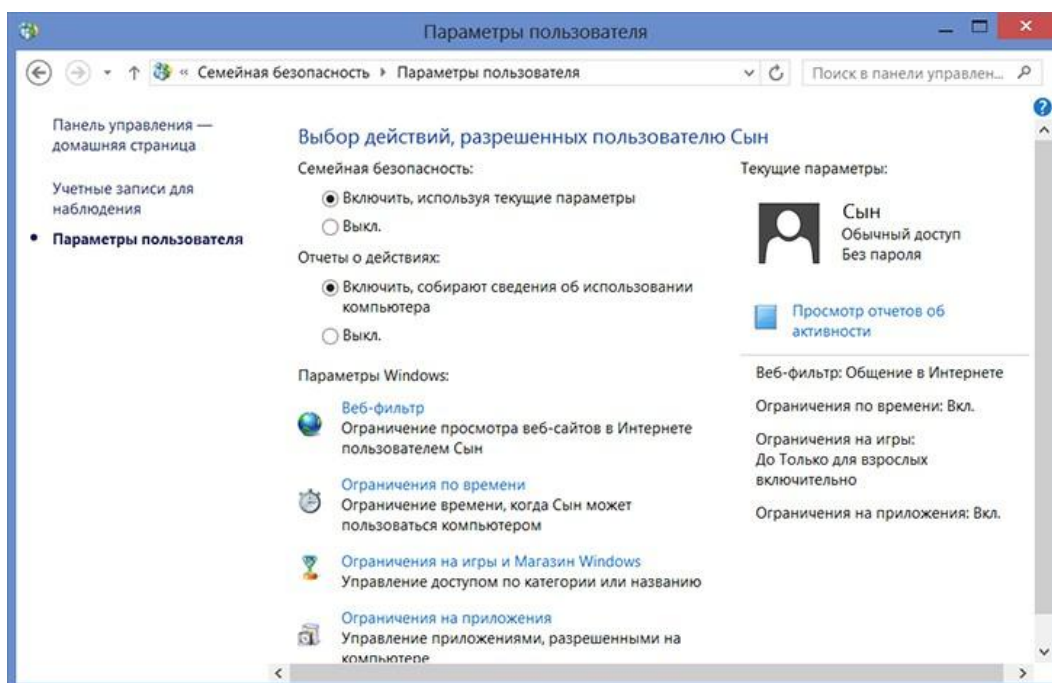 Параметры пользователя
« Семейная безопасность ▸ Параметры пользователя
Поиск в панели управлен...
Панель управления —
домашняя страница
Учетные записи для
наблюдения
• Параметры пользователя
Выбор действий, разрешенных пользователю Сын
Семейная безопасность:
Включить, используя текущие параметры
Выкл.
Отчеты о действиях:
Включить, собирают сведения об использовании
компьютера
Выкл.
Параметры Windows:
Веб-фильтр
Ограничение просмотра веб-сайтов в Интернете
пользователем Сын
Ограничения по времени
Ограничение времени, когда Сын может
пользоваться компьютером
Ограничения на игры и Магазин Windows
Управление доступом по категории или названию
Ограничения на приложения
Управление приложениями, разрешенными на
компьютере
Текущие параметры:
Сын
Обычный доступ
Без пароля
Просмотр отчетов об
активности
Веб-фильтр: Общение в Интернете
Ограничения по времени: Вкл.
Ограничения на игры:
До Только для взрослых
включительно
Ограничения на приложения: Вкл.